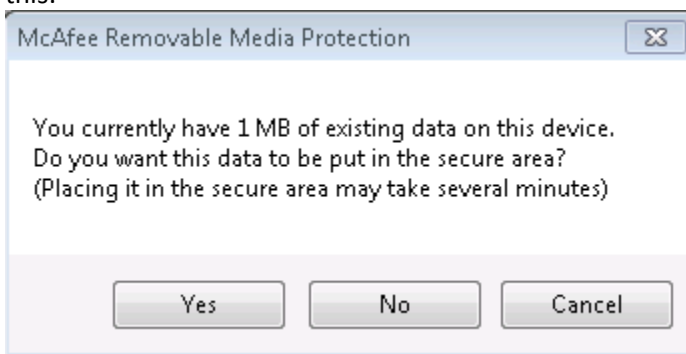 this.
McAfee Removable Media Protection
You currently have 1 MB of existing data on this device.
Do you want this data to be put in the secure area?
(Placing it in the secure area may take several minutes)
Yes No Cancel